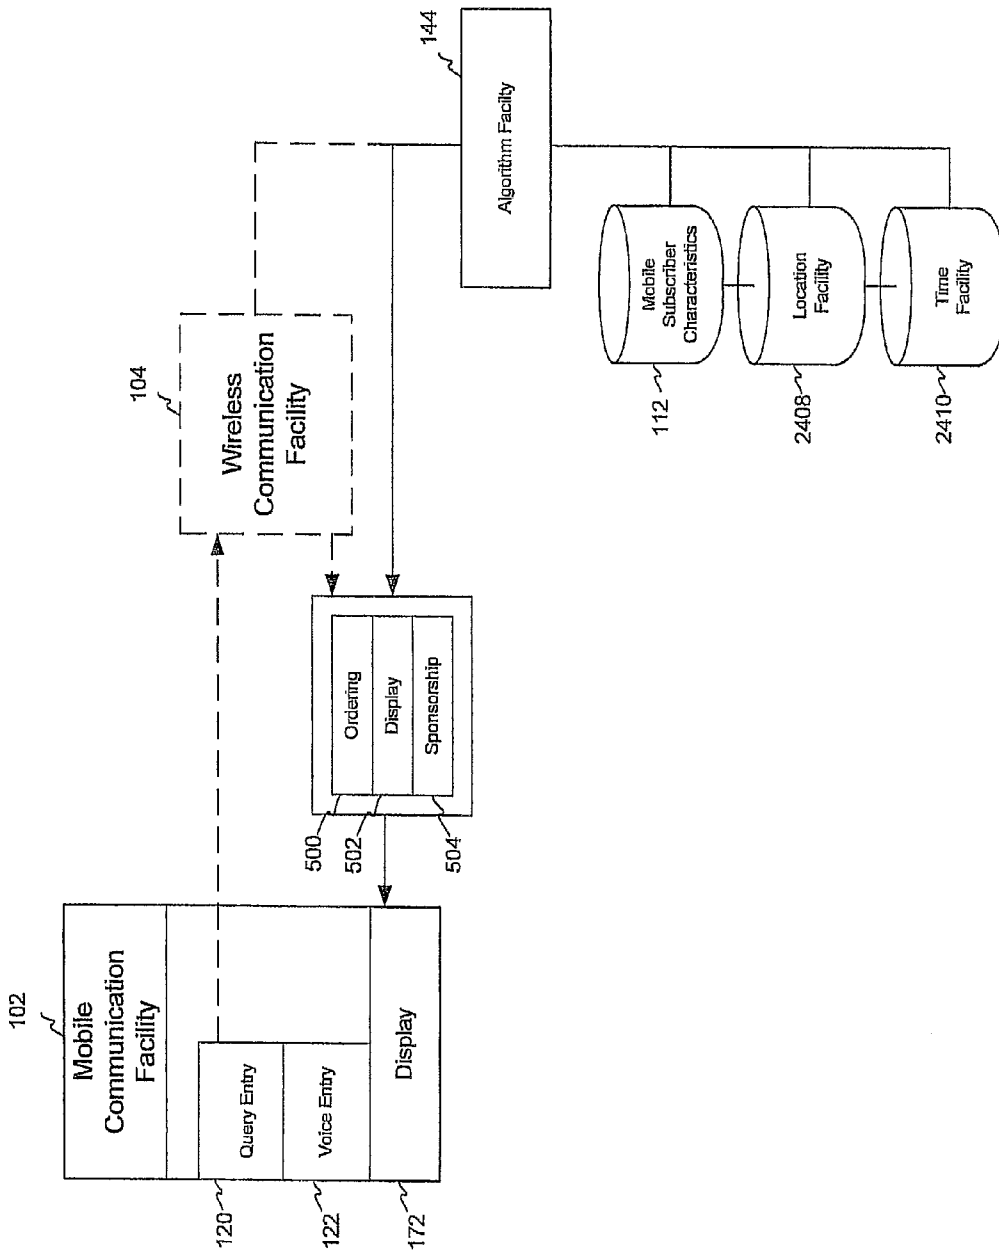 102
Mobile
Communication
Facility
120
Query Entry
122
Voice Entry
172
Display
104
Wireless
Communication
Facility
500
Ordering
502
Display
504
Sponsorship
144
Algorithm Facilty
112
Mobile
Subscriber
Characteristics
2408
Location
Facility
2410
Time
Facility